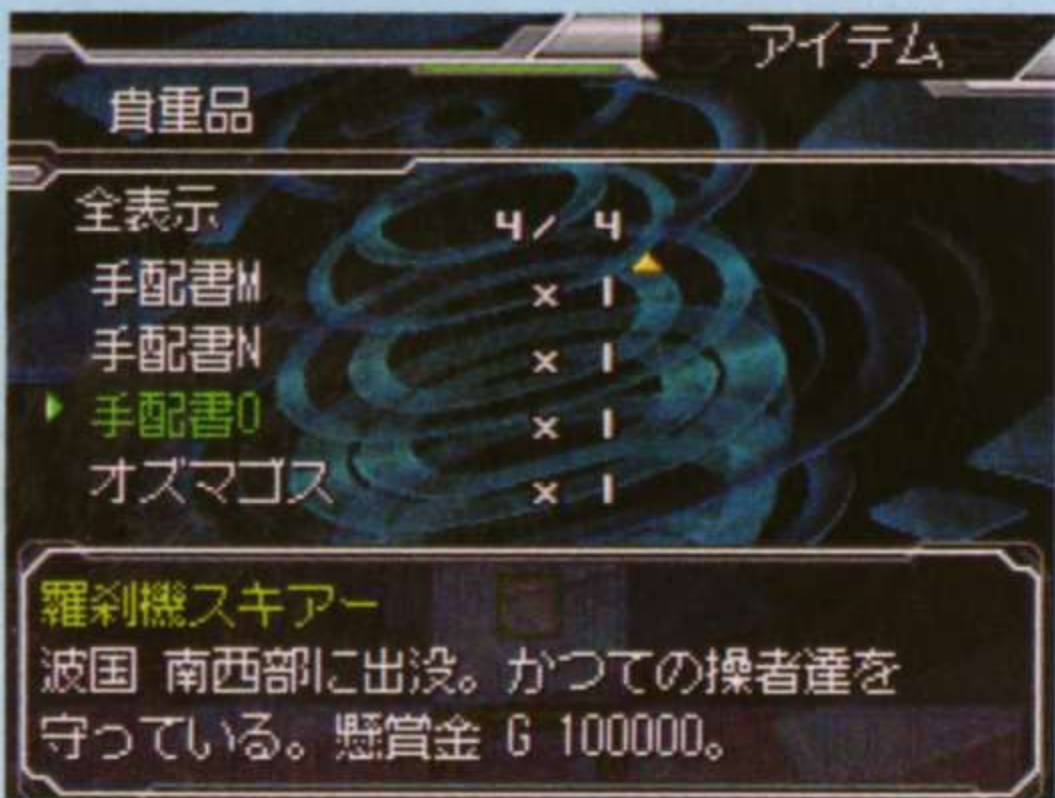 アイテム
貴重品
全表示 4/ 4
手配書M × 1
手配書N × 1
手配書O × 1
オズマゴス × 1
羅刹機スキアー
波国 南西部に出没。かつての操者達を
守っている。懸賞金 G 100000。